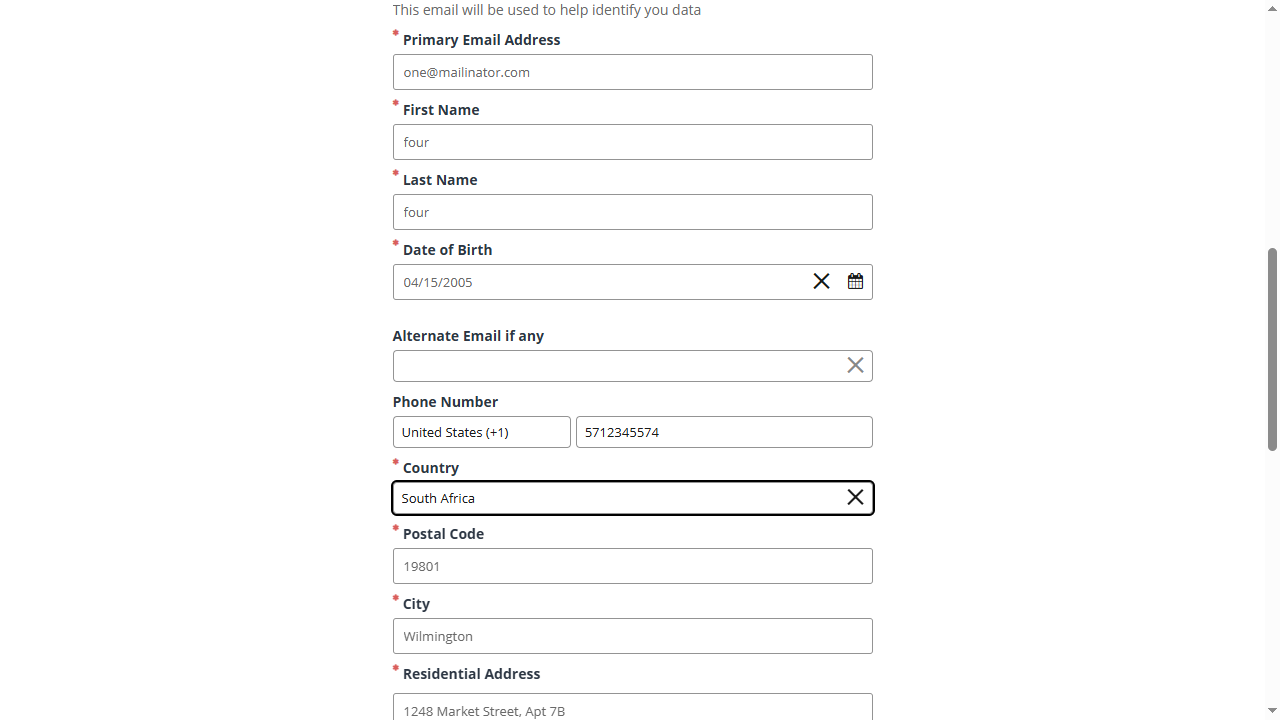 This email will be used to help identify you data
* Primary Email Address
one@mailinator.com
* First Name
four
* Last Name
four
* Date of Birth
04/15/2005
Alternate Email if any
Phone Number
United States (+1) 5712345574
* Country
South Africa
* Postal Code
19801
* City
Wilmington
* Residential Address
1248 Market Street, Apt 7B